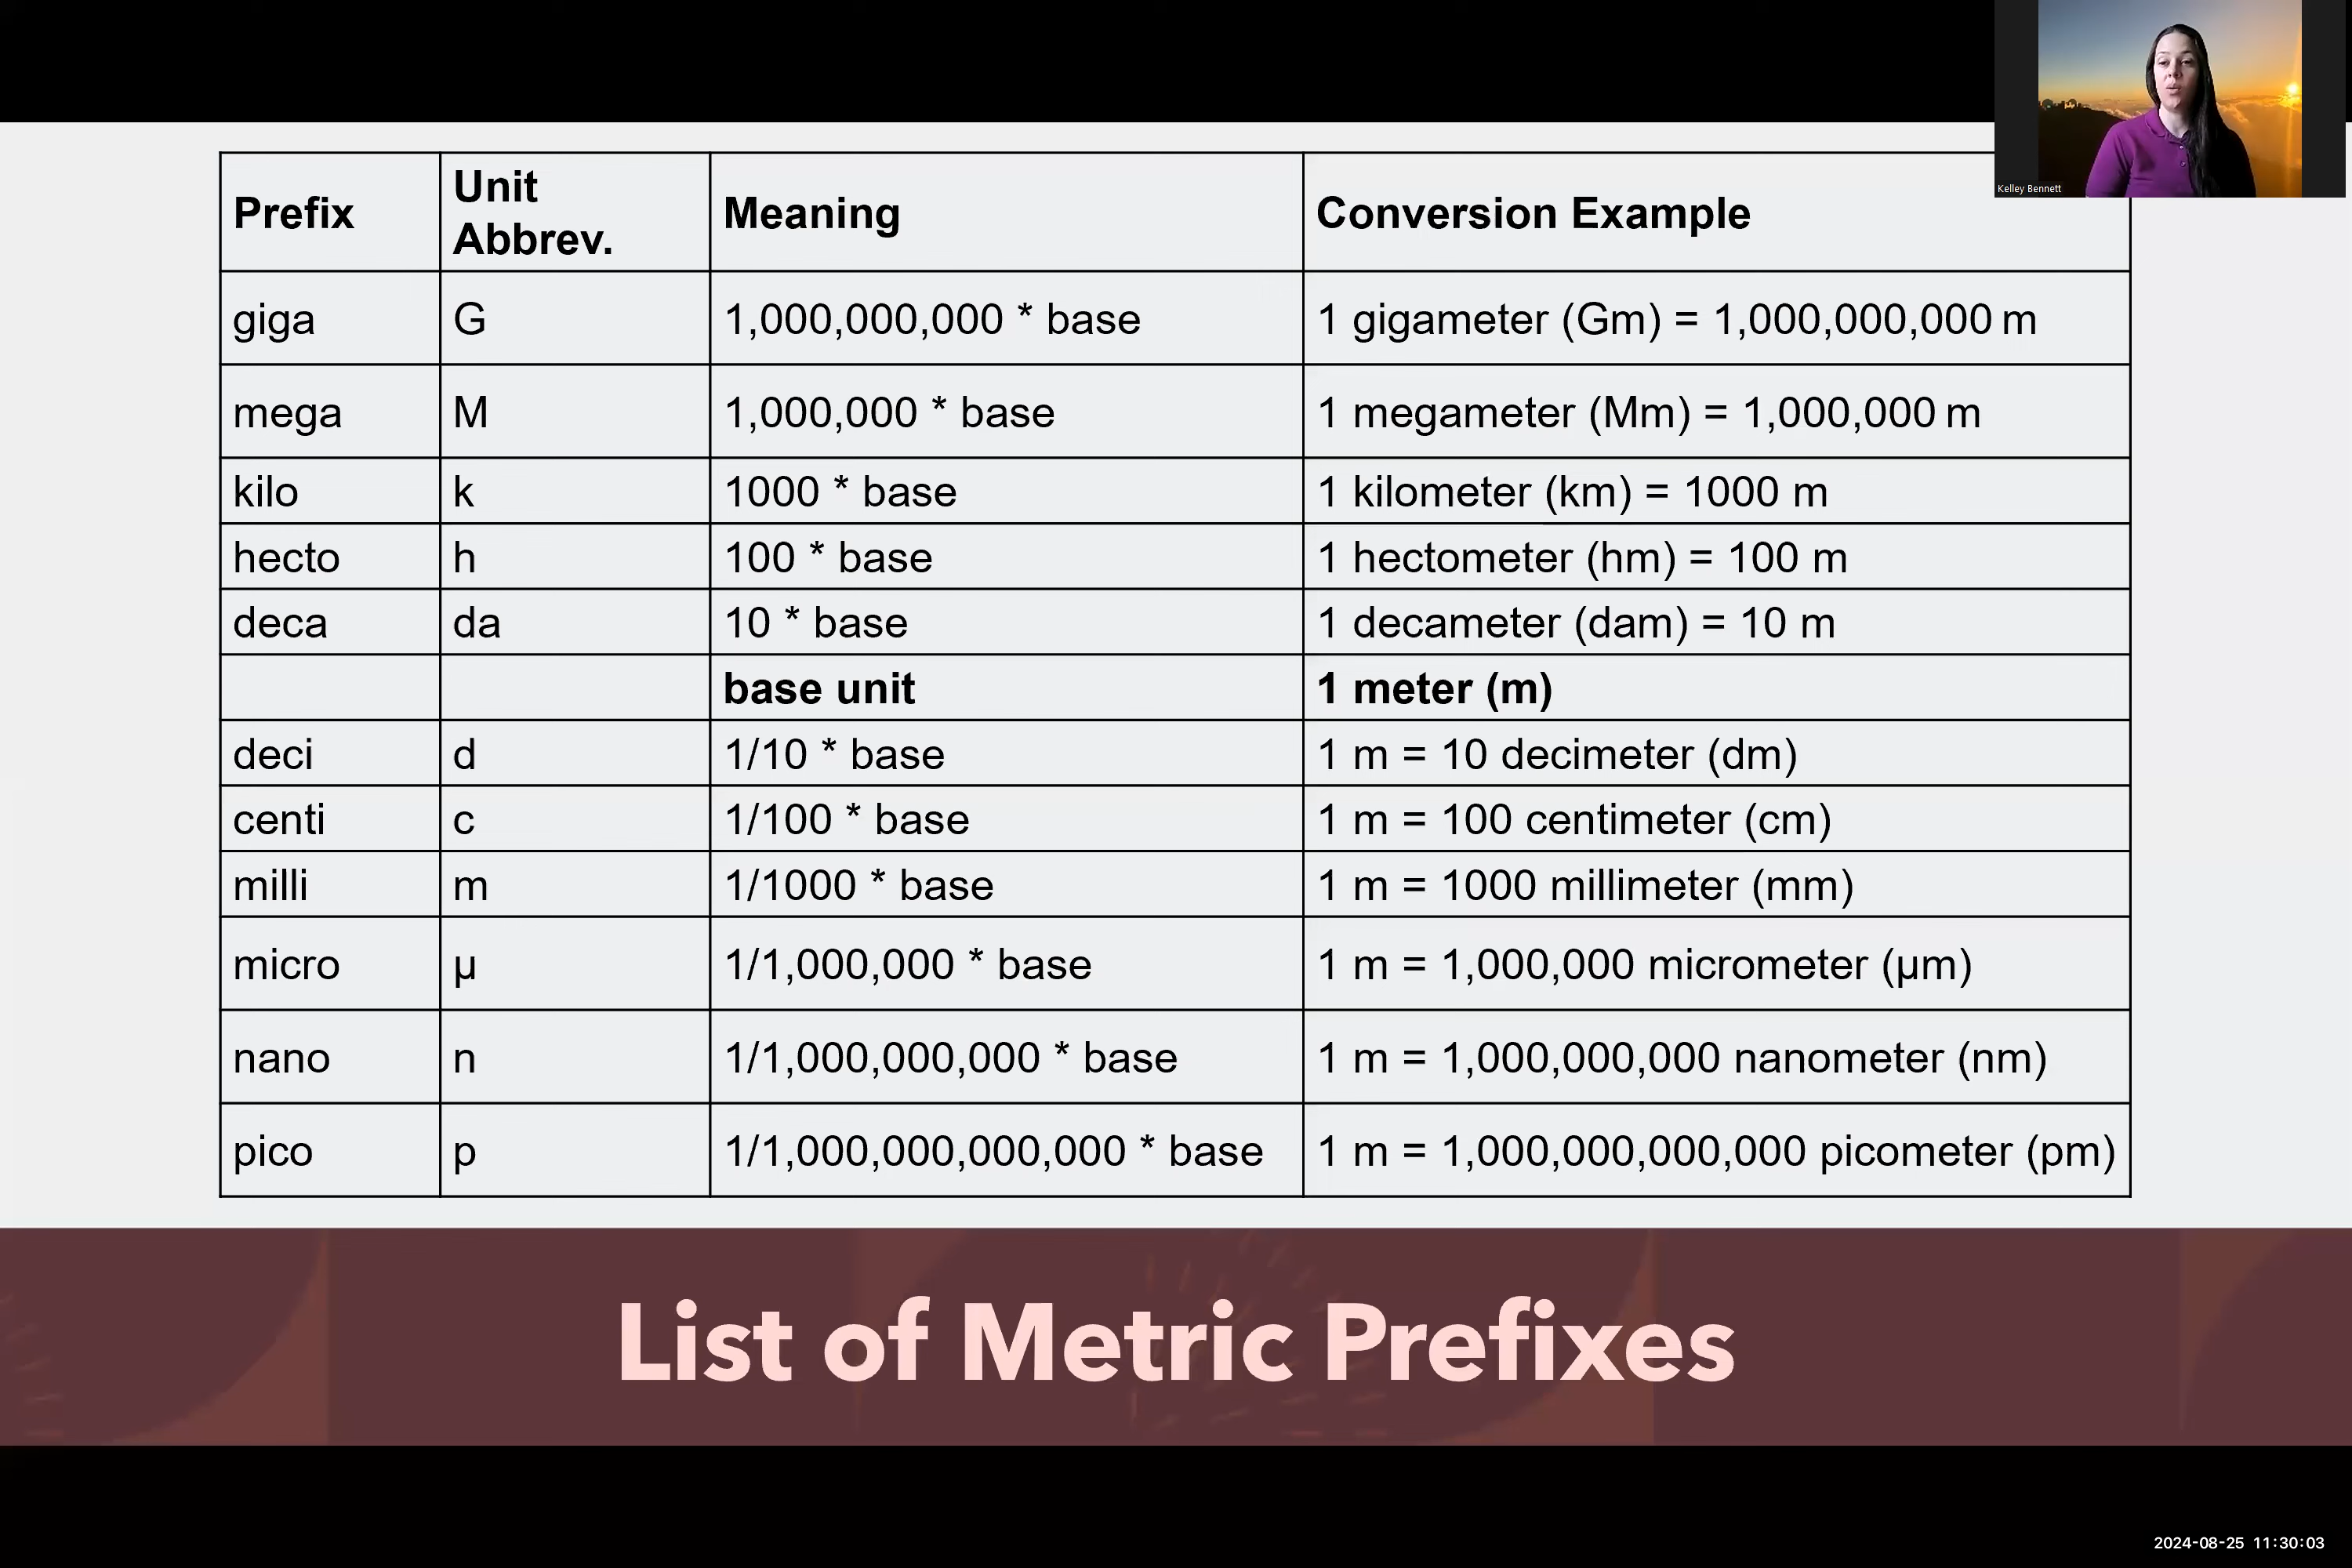 Prefix Unit Abbrev. Meaning Conversion Example
Kelley Bennett
giga G 1,000,000,000 * base 1 gigameter (Gm) = 1,000,000,000 m
mega M 1,000,000 * base 1 megameter (Mm) = 1,000,000 m
kilo k 1000 * base 1 kilometer (km) = 1000 m
hecto h 100 * base 1 hectometer (hm) = 100 m
deca da 10 * base 1 decameter (dam) = 10 m
base unit 1 meter (m)
deci d 1/10 * base 1 m = 10 decimeter (dm)
centi c 1/100 * base 1 m = 100 centimeter (cm)
milli m 1/1000 * base 1 m = 1000 millimeter (mm)
micro µ 1/1,000,000 * base 1 m = 1,000,000 micrometer (µm)
nano n 1/1,000,000,000 * base 1 m = 1,000,000,000 nanometer (nm)
pico p 1/1,000,000,000,000 * base 1 m = 1,000,000,000,000 picometer (pm)
List of Metric Prefixes
2024-08-25 11:30:03